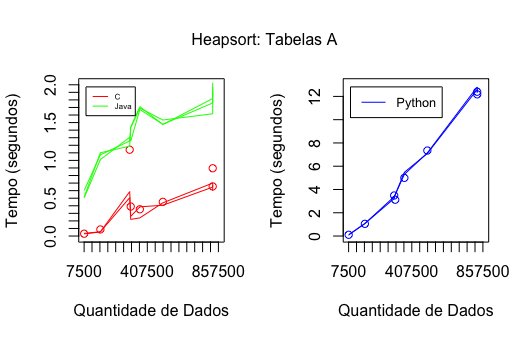 Heapsort: Tabelas A
Tempo (segundos)
0.0
0.5
1.0
1.5
2.0
C
Java
7500
407500
857500
Quantidade de Dados
Tempo (segundos)
0
2
4
6
8
10
12
Python
7500
407500
857500
Quantidade de Dados